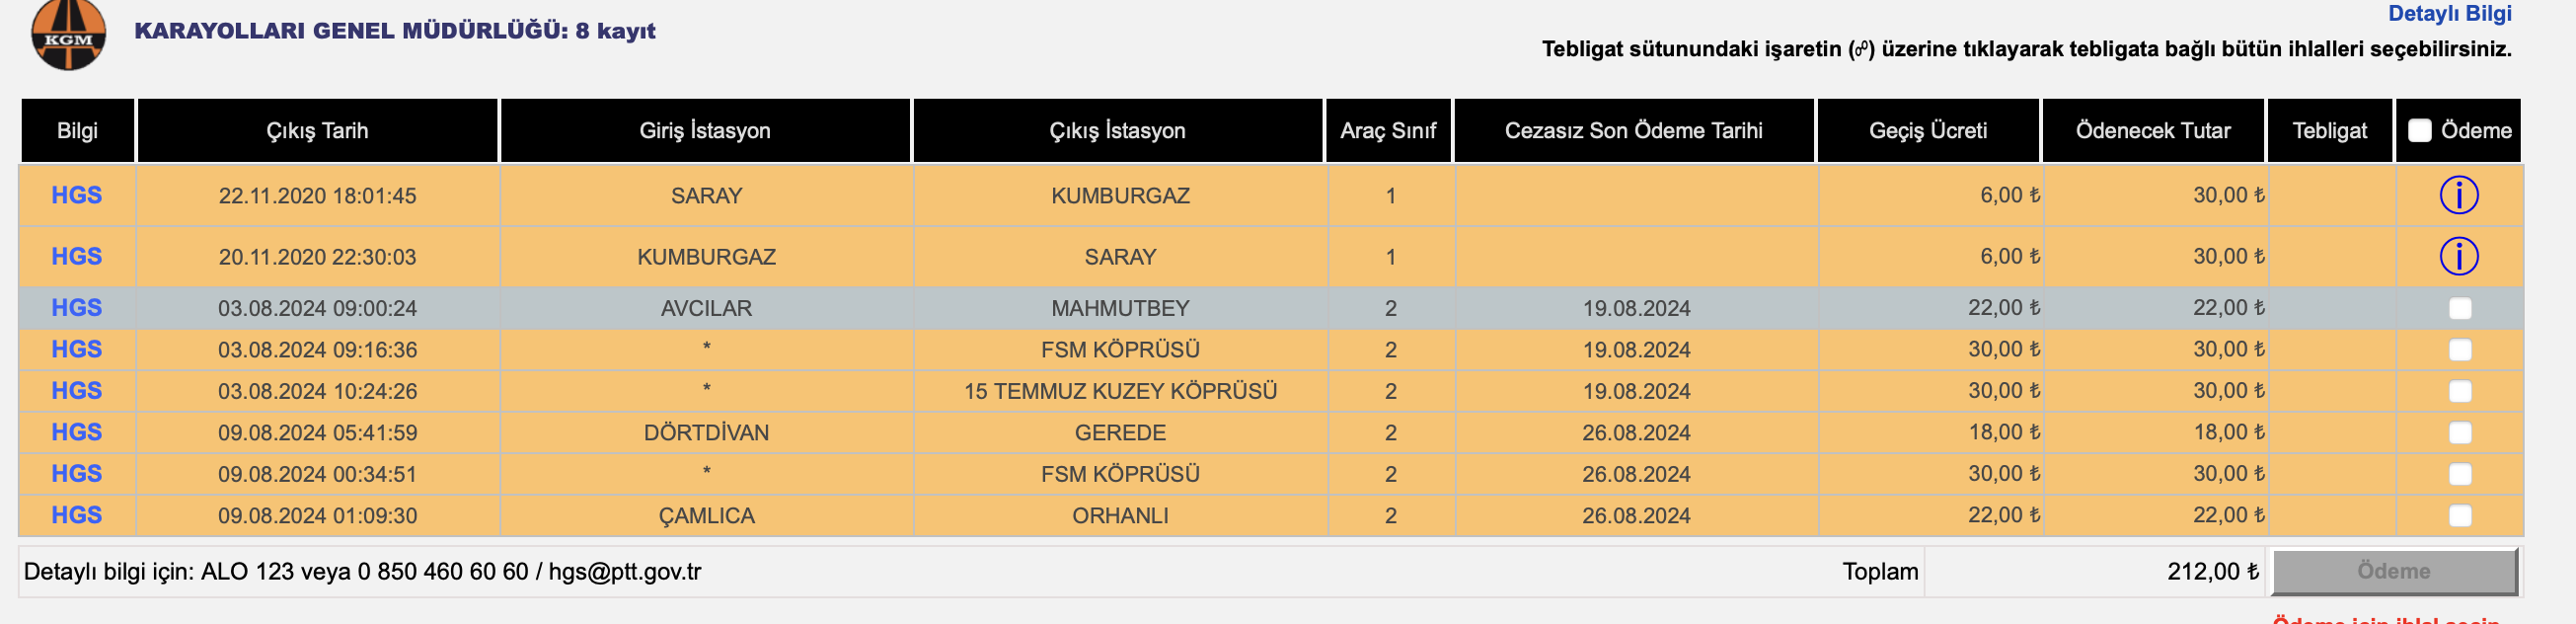 KGM
KARAYOLLARI GENEL MÜDÜRLÜĞÜ: 8 kayıt
Detaylı Bilgi
Tebligat sütunundaki işaretin (🔗) üzerine tıklayarak tebligata bağlı bütün ihlalleri seçebilirsiniz.
Bilgi Çıkış Tarih Giriş İstasyon Çıkış İstasyon Araç Sınıf Cezasız Son Ödeme Tarihi Geçiş Ücreti Ödenecek Tutar Tebligat Ödeme
HGS 22.11.2020 18:01:45 SARAY KUMBURGAZ 1 6,00 ₺ 30,00 ₺ i
HGS 20.11.2020 22:30:03 KUMBURGAZ SARAY 1 6,00 ₺ 30,00 ₺ i
HGS 03.08.2024 09:00:24 AVCILAR MAHMUTBEY 2 19.08.2024 22,00 ₺ 22,00 ₺
HGS 03.08.2024 09:16:36 * FSM KÖPRÜSÜ 2 19.08.2024 30,00 ₺ 30,00 ₺
HGS 03.08.2024 10:24:26 * 15 TEMMUZ KUZEY KÖPRÜSÜ 2 19.08.2024 30,00 ₺ 30,00 ₺
HGS 09.08.2024 05:41:59 DÖRTDİVAN GEREDE 2 26.08.2024 18,00 ₺ 18,00 ₺
HGS 09.08.2024 00:34:51 * FSM KÖPRÜSÜ 2 26.08.2024 30,00 ₺ 30,00 ₺
HGS 09.08.2024 01:09:30 ÇAMLICA ORHANLI 2 26.08.2024 22,00 ₺ 22,00 ₺
Detaylı bilgi için: ALO 123 veya 0 850 460 60 60 / hgs@ptt.gov.tr Toplam 212,00 ₺ Ödeme
Ödeme için ihlal seçin